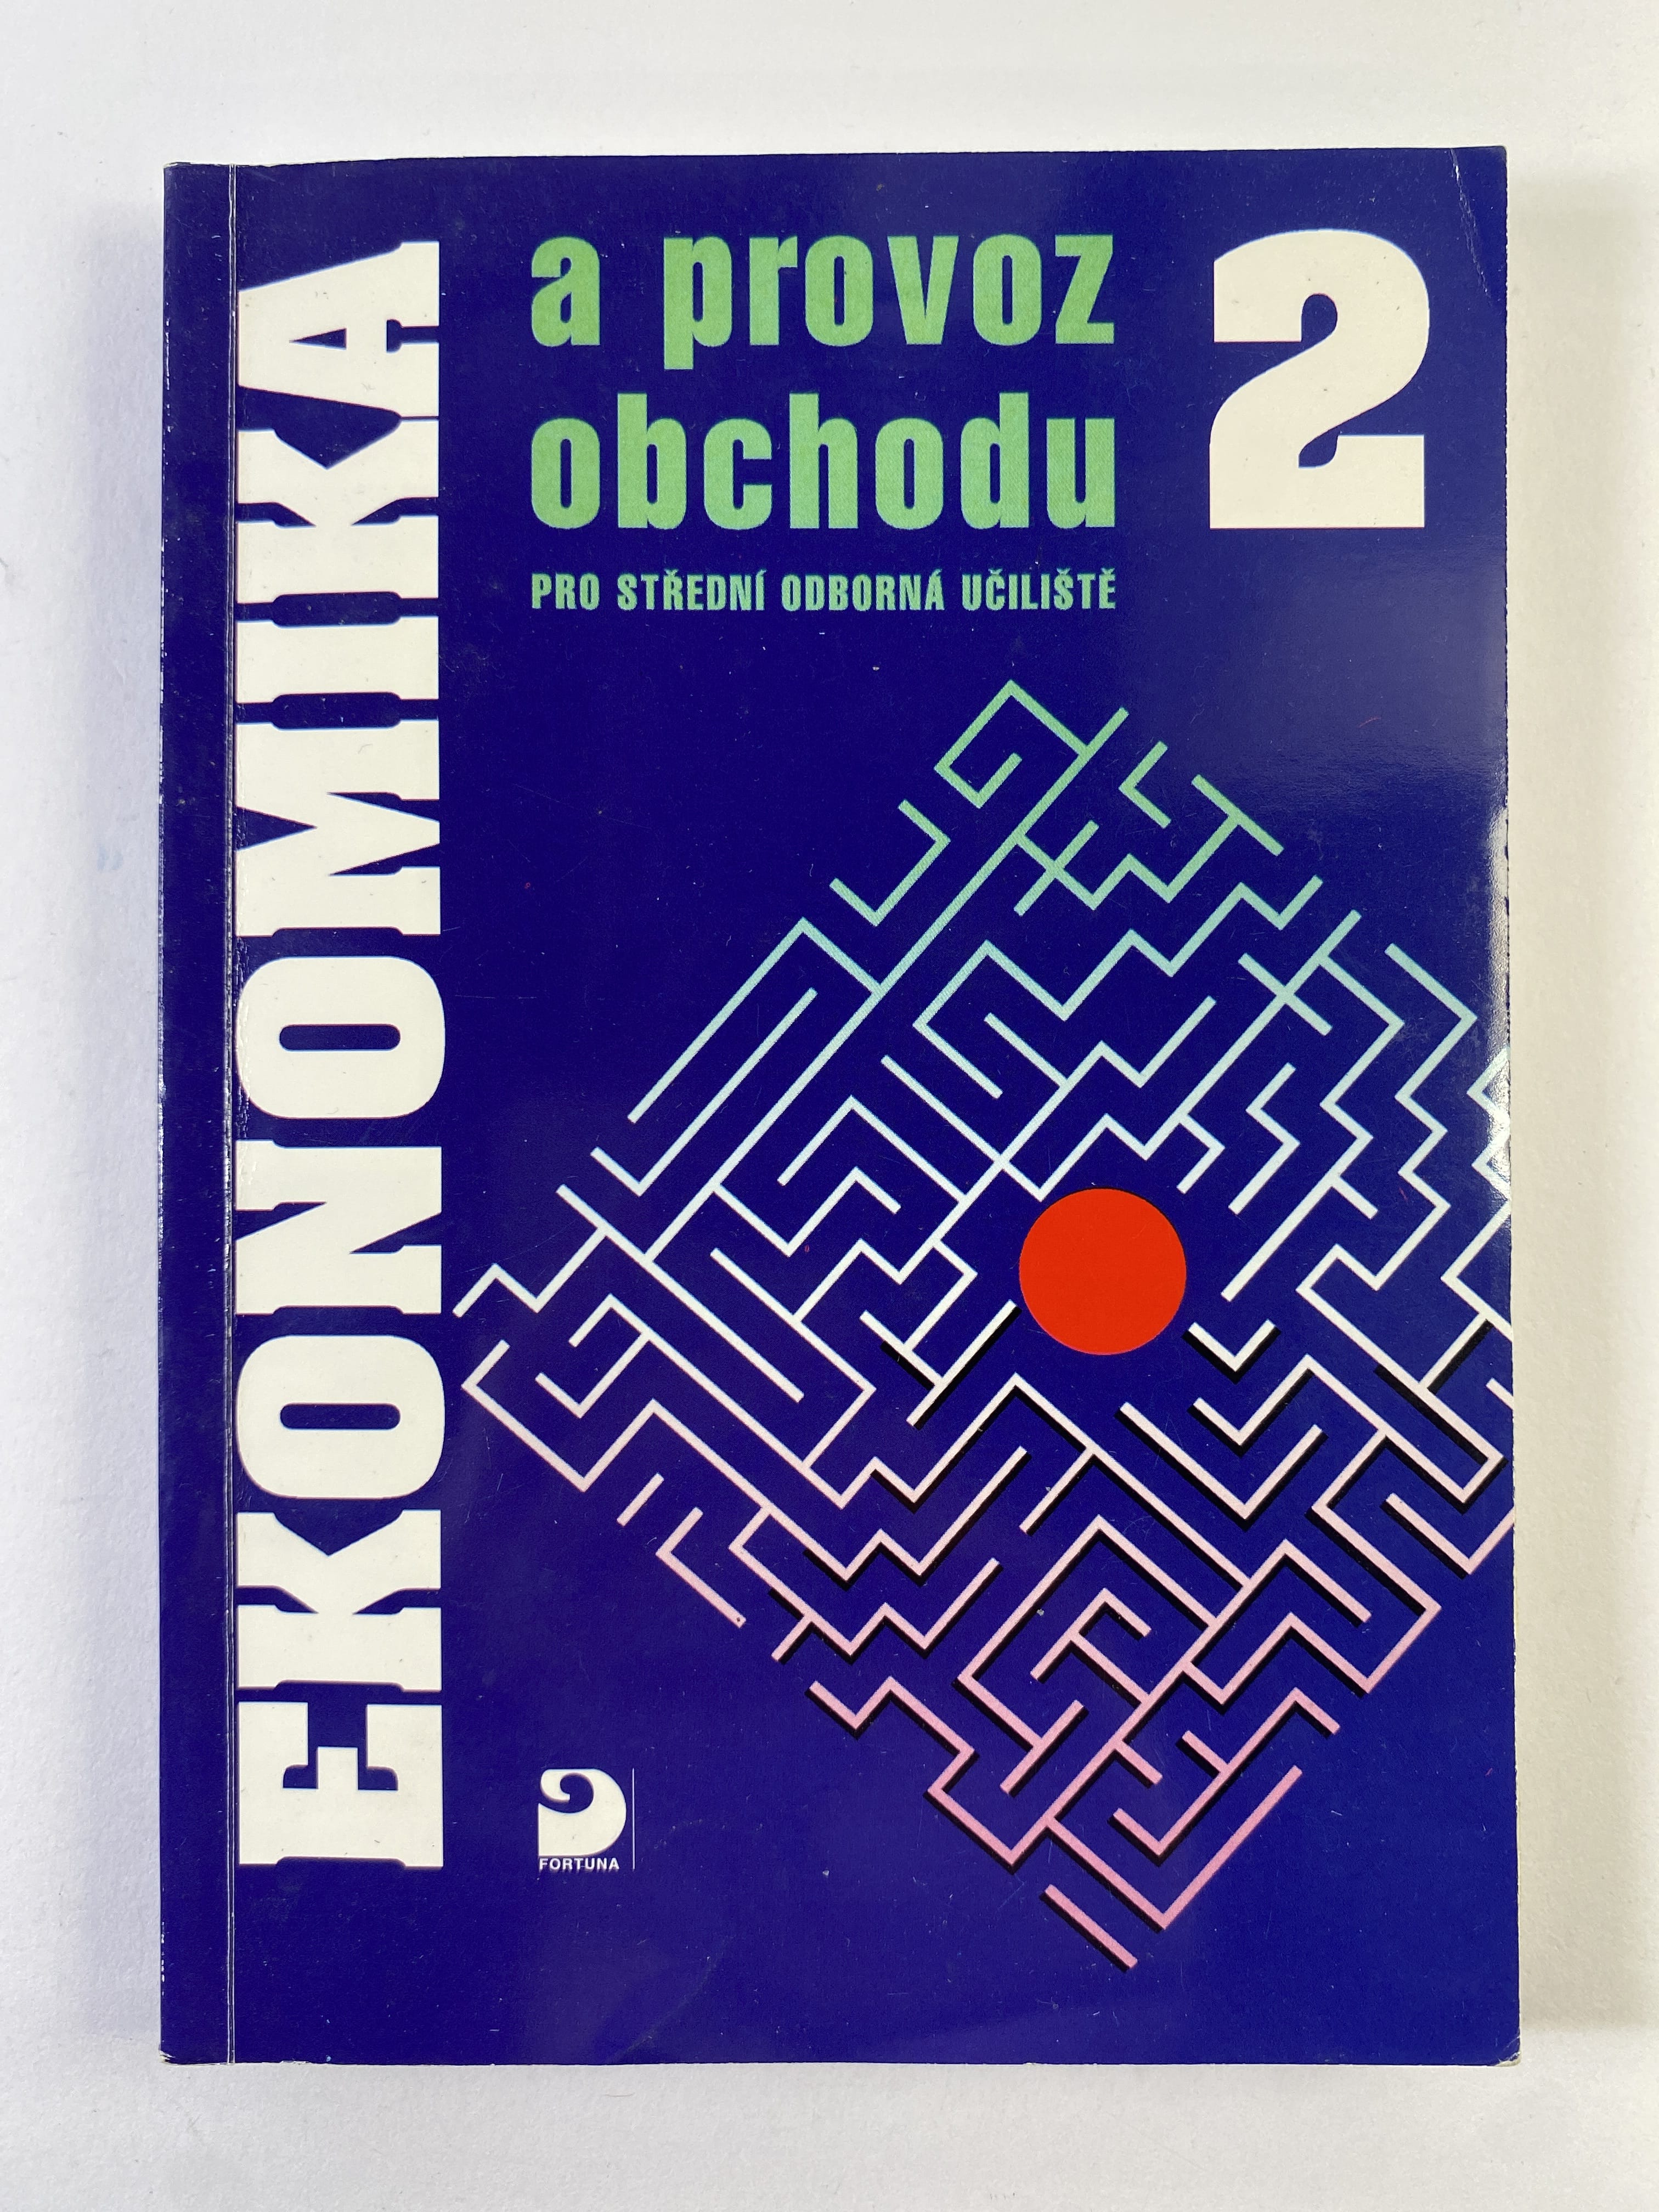 EKONOMIKA
a provoz
obchodu
2
PRO STŘEDNÍ ODBORNÁ UČILIŠTĚ
FORTUNA